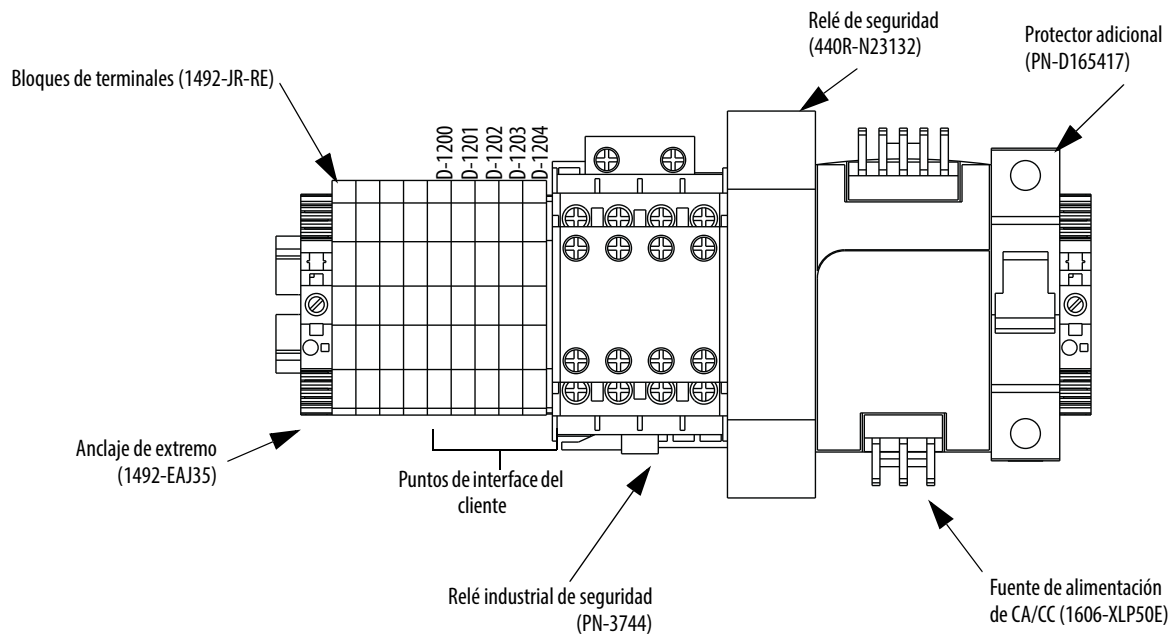 Relé de seguridad
(440R-N23132)
Protector adicional
(PN-D165417)
Bloques de terminales (1492-JR-RE)
D-1200
D-1201
D-1202
D-1203
D-1204
Anclaje de extremo
(1492-EAJ35)
Puntos de interface del
cliente
Relé industrial de seguridad
(PN-3744)
Fuente de alimentación
de CA/CC (1606-XLP50E)